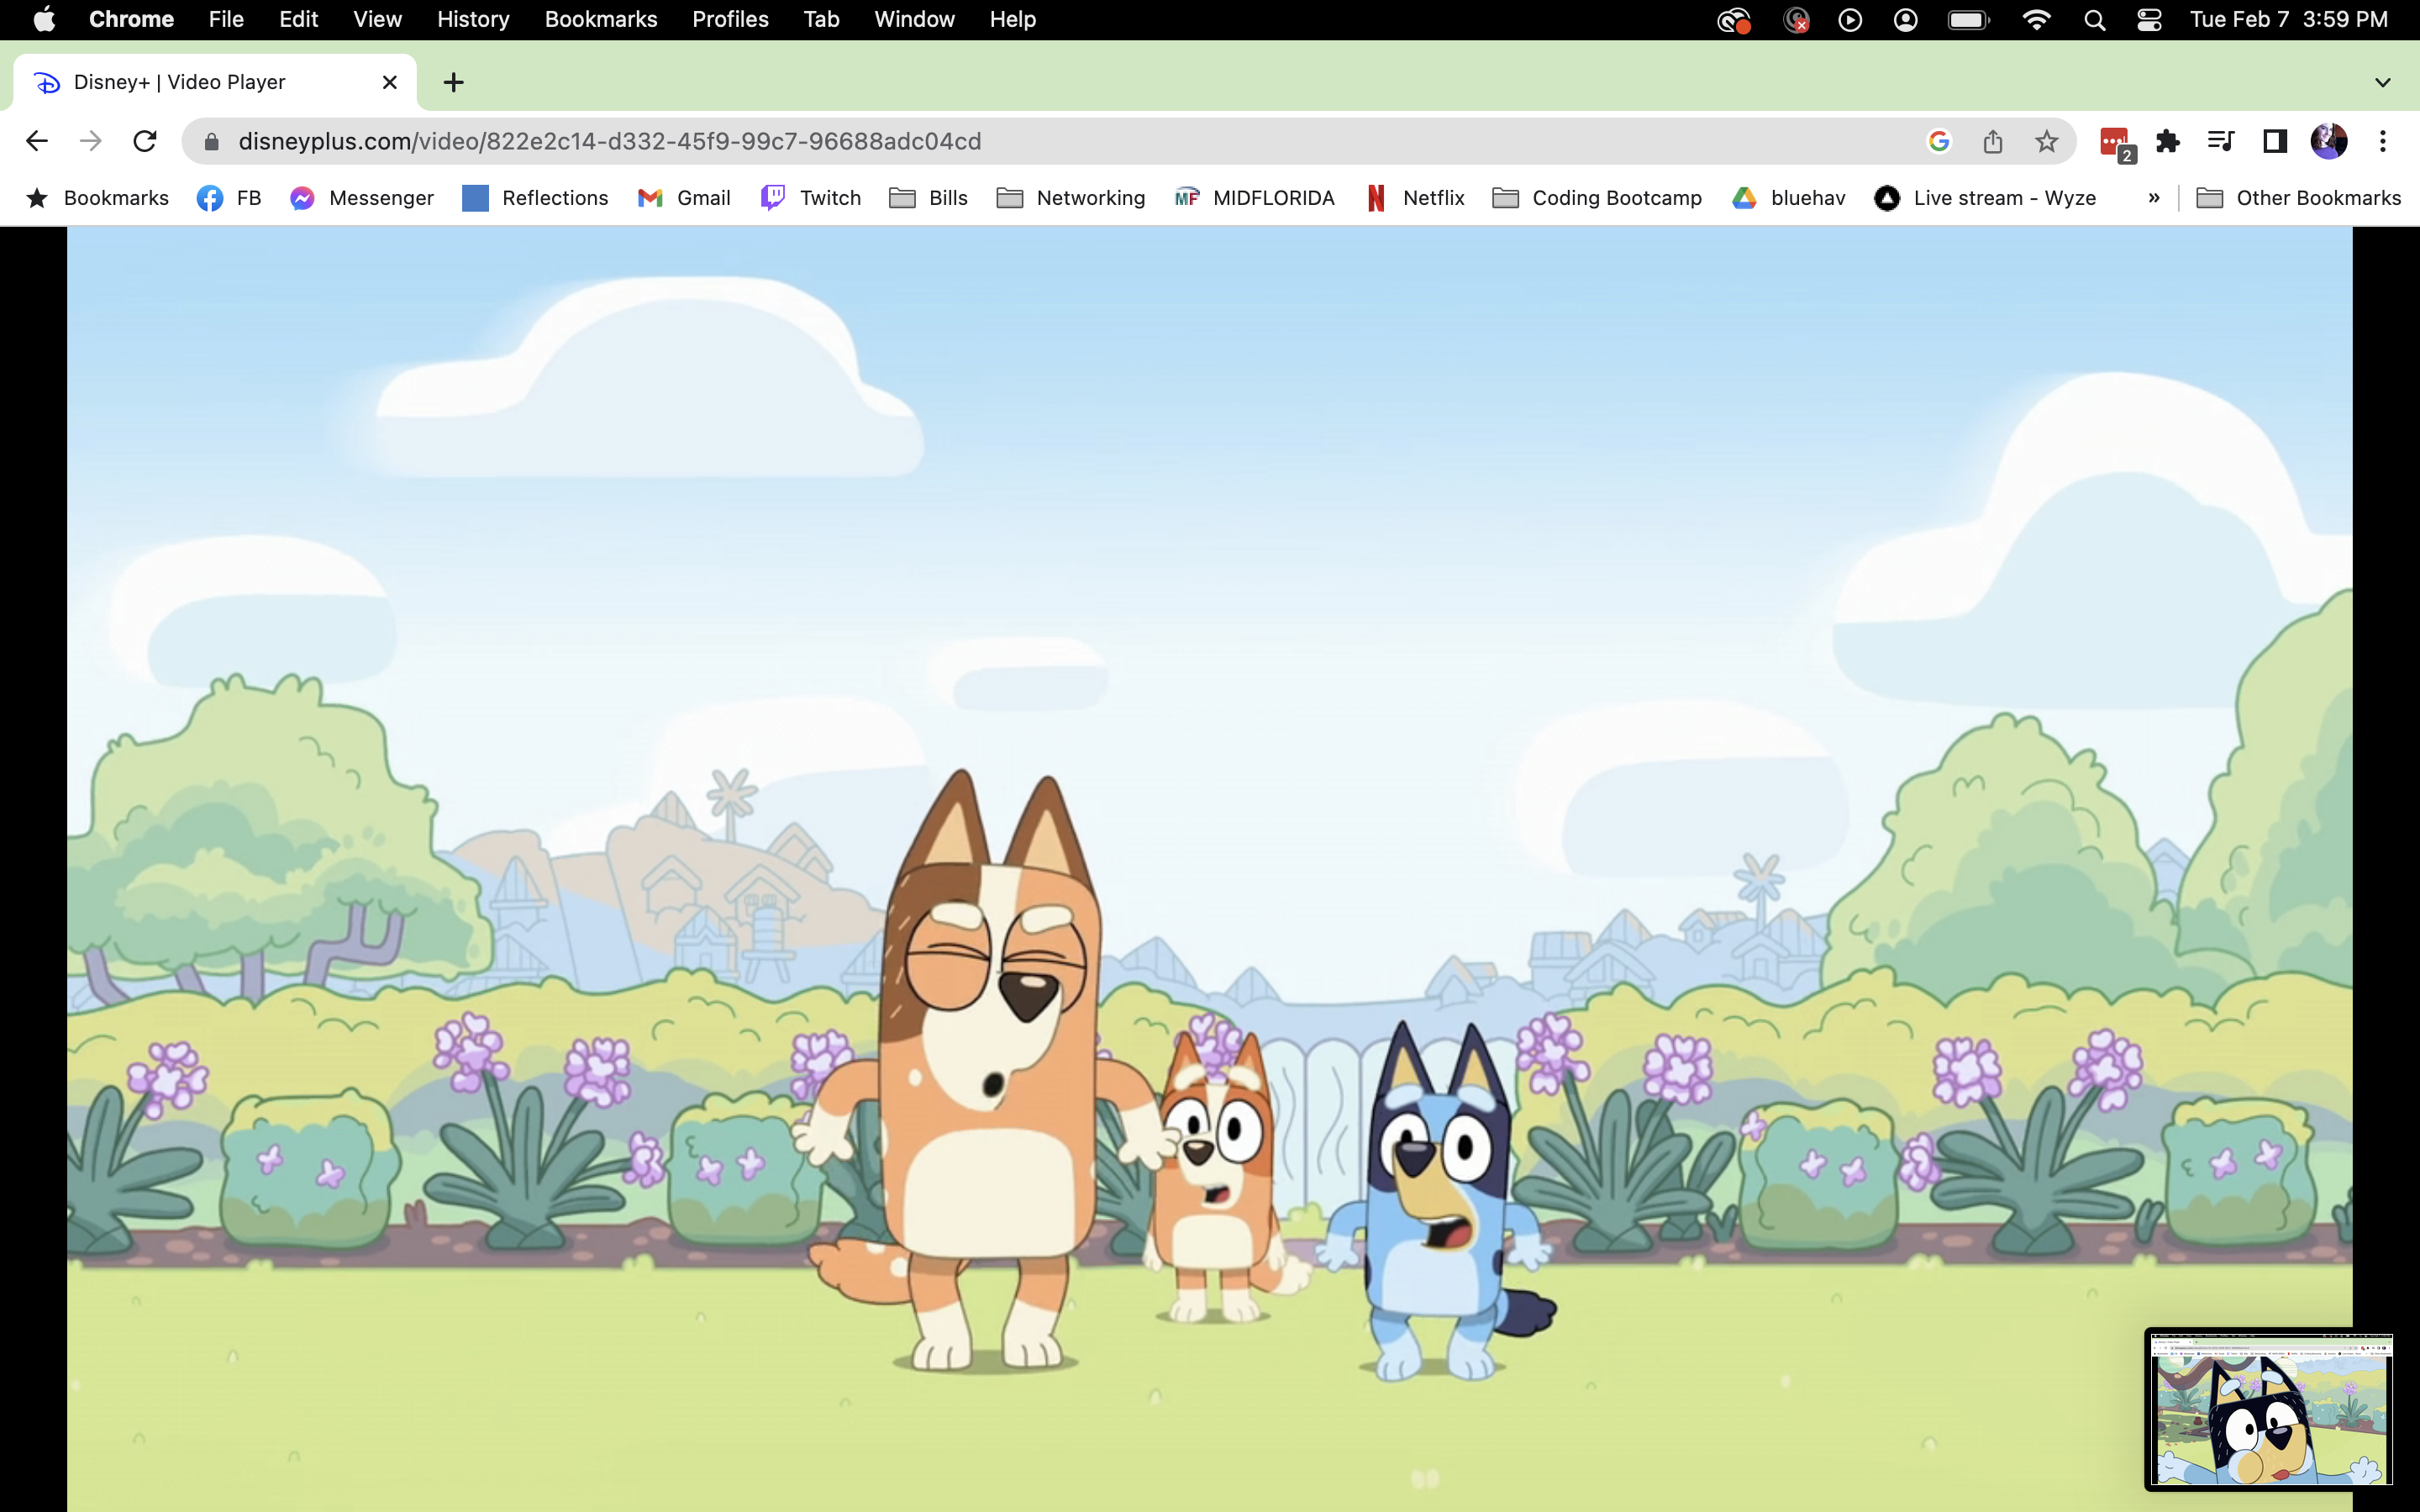 Chrome File Edit View History Bookmarks Profiles Tab Window Help Tue Feb 7 3:59 PM
Disney+ | Video Player
disneyplus.com/video/822e2c14-d332-45f9-99c7-96688adc04cd 2
Bookmarks FB Messenger Reflections Gmail Twitch Bills Networking MF MIDFLORIDA Netflix Coding Bootcamp bluehav Live stream - Wyze » Other Bookmarks